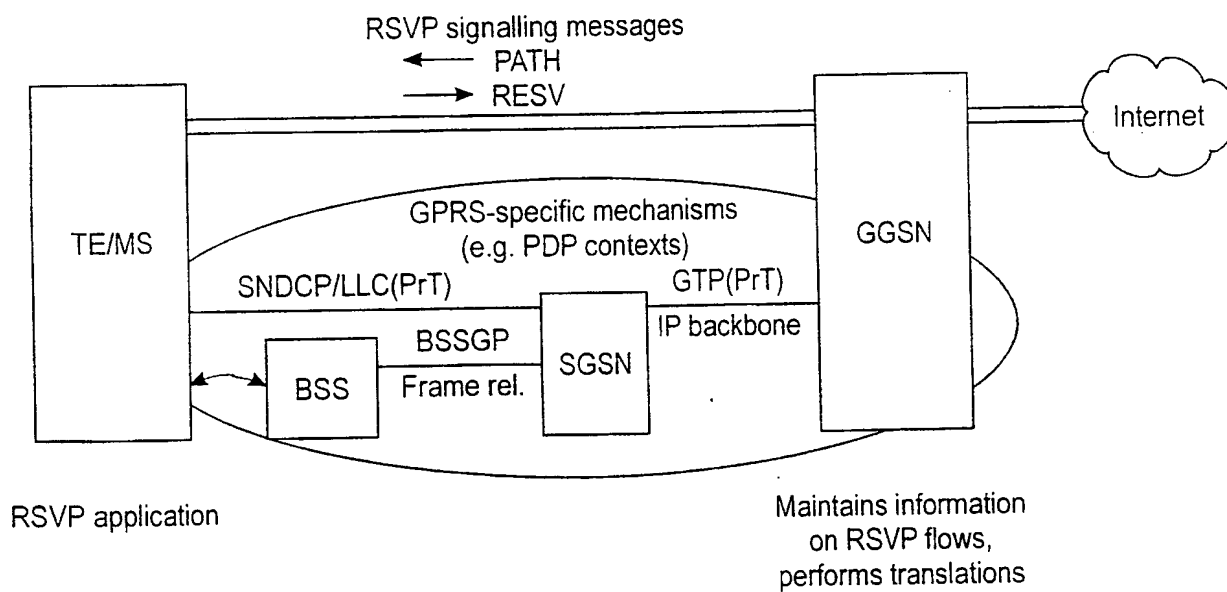 RSVP signalling messages
PATH
RESV
Internet
TE/MS
GPRS-specific mechanisms
(e.g. PDP contexts)
GGSN
SNDCP/LLC(PrT)
GTP(PrT)
IP backbone
BSSGP
SGSN
BSS
Frame rel.
RSVP application
Maintains information
on RSVP flows,
performs translations